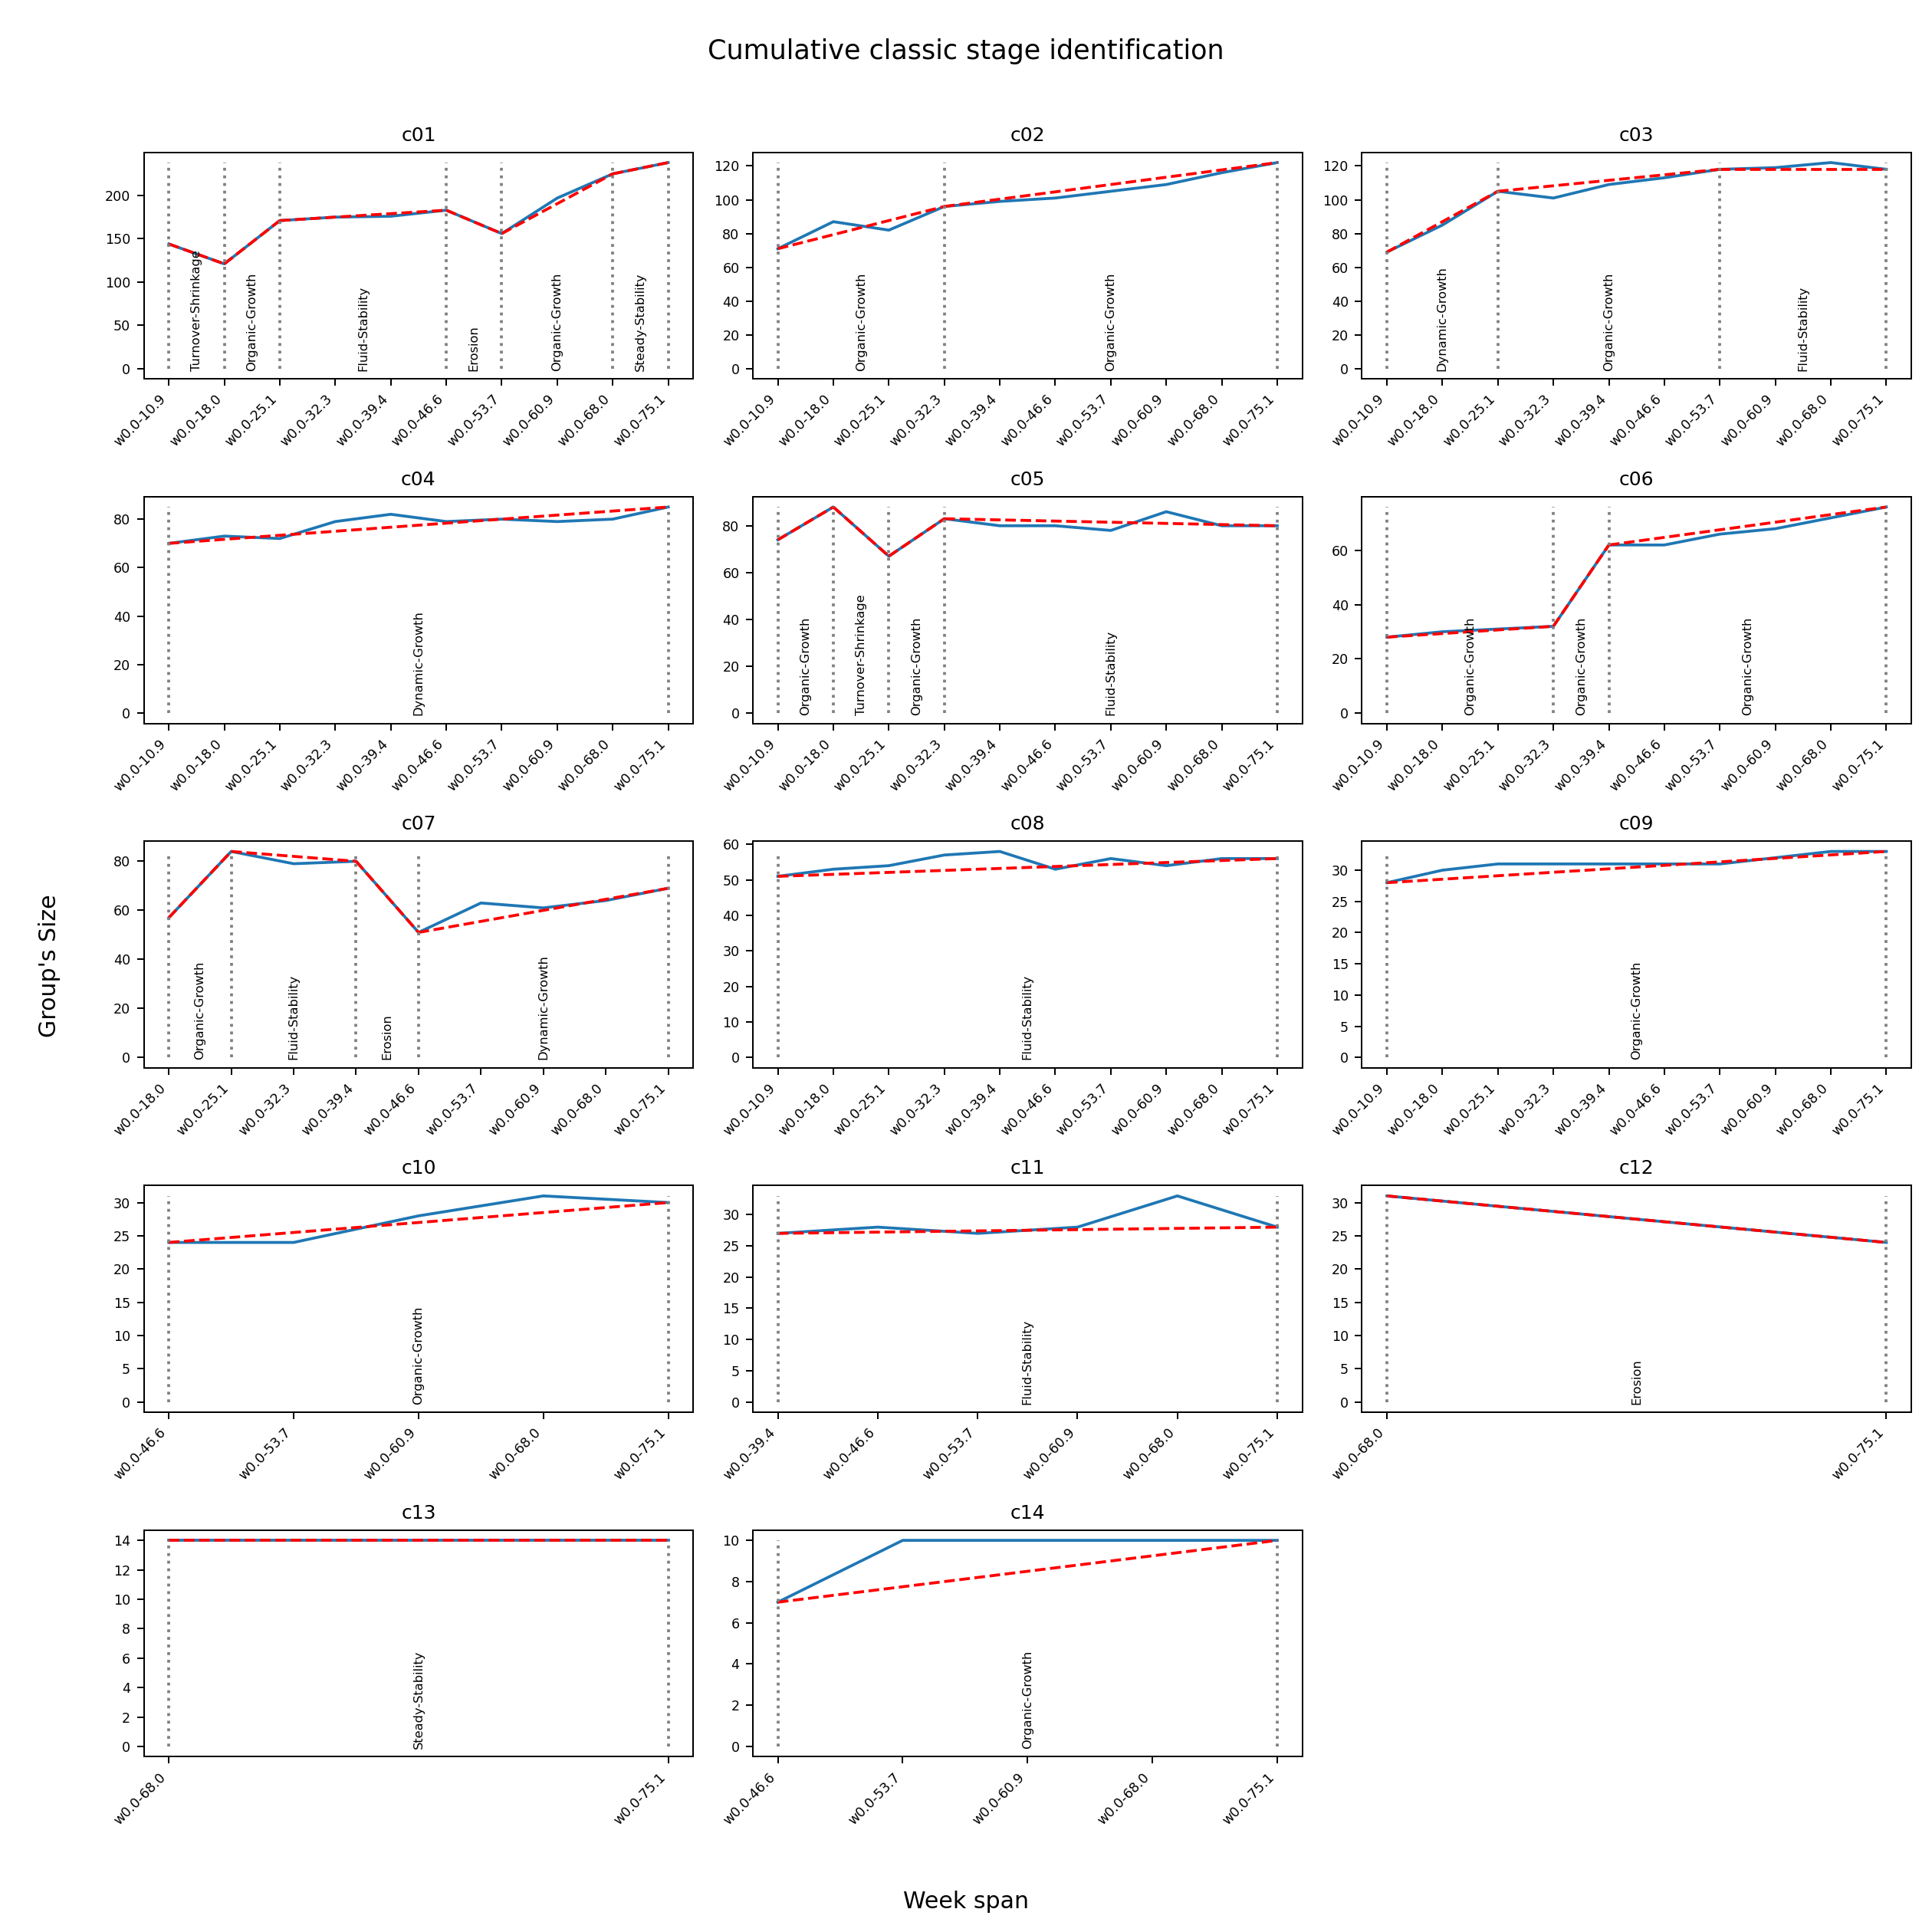 Cumulative classic stage identification
Group's Size
c01
200
150
100
50
0
Turnover-Shrinkage
Organic-Growth
Fluid-Stability
Erosion
Organic-Growth
Steady-Stability
w0.0-10.9
w0.0-18.0
w0.0-25.1
w0.0-32.3
w0.0-39.4
w0.0-46.6
w0.0-53.7
w0.0-60.9
w0.0-68.0
w0.0-75.1
c02
120
100
80
60
40
20
0
Organic-Growth
Organic-Growth
w0.0-10.9
w0.0-18.0
w0.0-25.1
w0.0-32.3
w0.0-39.4
w0.0-46.6
w0.0-53.7
w0.0-60.9
w0.0-68.0
w0.0-75.1
c03
120
100
80
60
40
20
0
Dynamic-Growth
Organic-Growth
Fluid-Stability
w0.0-10.9
w0.0-18.0
w0.0-25.1
w0.0-32.3
w0.0-39.4
w0.0-46.6
w0.0-53.7
w0.0-60.9
w0.0-68.0
w0.0-75.1
c04
80
60
40
20
0
Dynamic-Growth
w0.0-10.9
w0.0-18.0
w0.0-25.1
w0.0-32.3
w0.0-39.4
w0.0-46.6
w0.0-53.7
w0.0-60.9
w0.0-68.0
w0.0-75.1
c05
80
60
40
20
0
Organic-Growth
Turnover-Shrinkage
Organic-Growth
Fluid-Stability
w0.0-10.9
w0.0-18.0
w0.0-25.1
w0.0-32.3
w0.0-39.4
w0.0-46.6
w0.0-53.7
w0.0-60.9
w0.0-68.0
w0.0-75.1
c06
60
40
20
0
Organic-Growth
Organic-Growth
Organic-Growth
w0.0-10.9
w0.0-18.0
w0.0-25.1
w0.0-32.3
w0.0-39.4
w0.0-46.6
w0.0-53.7
w0.0-60.9
w0.0-68.0
w0.0-75.1
c07
80
60
40
20
0
Organic-Growth
Fluid-Stability
Erosion
Dynamic-Growth
w0.0-18.0
w0.0-25.1
w0.0-32.3
w0.0-39.4
w0.0-46.6
w0.0-53.7
w0.0-60.9
w0.0-68.0
w0.0-75.1
c08
60
50
40
30
20
10
0
Fluid-Stability
w0.0-10.9
w0.0-18.0
w0.0-25.1
w0.0-32.3
w0.0-39.4
w0.0-46.6
w0.0-53.7
w0.0-60.9
w0.0-68.0
w0.0-75.1
c09
30
25
20
15
10
5
0
Organic-Growth
w0.0-10.9
w0.0-18.0
w0.0-25.1
w0.0-32.3
w0.0-39.4
w0.0-46.6
w0.0-53.7
w0.0-60.9
w0.0-68.0
w0.0-75.1
c10
30
25
20
15
10
5
0
Organic-Growth
w0.0-46.6
w0.0-53.7
w0.0-60.9
w0.0-68.0
w0.0-75.1
c11
30
25
20
15
10
5
0
Fluid-Stability
w0.0-39.4
w0.0-46.6
w0.0-53.7
w0.0-60.9
w0.0-68.0
w0.0-75.1
c12
30
25
20
15
10
5
0
Erosion
w0.0-68.0
w0.0-75.1
c13
14
12
10
8
6
4
2
0
Steady-Stability
w0.0-68.0
w0.0-75.1
c14
10
8
6
4
2
0
Organic-Growth
w0.0-46.6
w0.0-53.7
w0.0-60.9
w0.0-68.0
w0.0-75.1
Week span